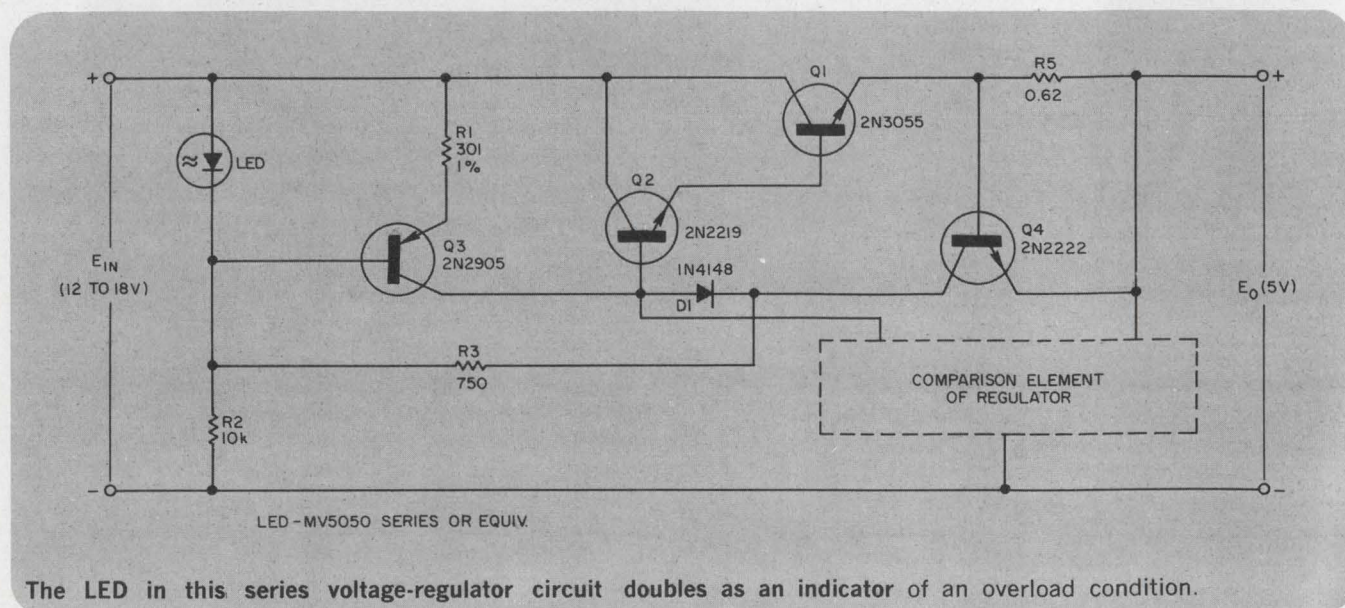 +
LED
R1
301
1%
Q1
2N3055
R5
0.62
+
Q3
2N2905
Q2
2N2219
Q4
2N2222
E_IN
(12 TO 18V)
1N4148
D1
E_O (5V)
R3
750
R2
10k
COMPARISON ELEMENT
OF REGULATOR
-
-
LED-MV5050 SERIES OR EQUIV.
The LED in this series voltage-regulator circuit doubles as an indicator of an overload condition.